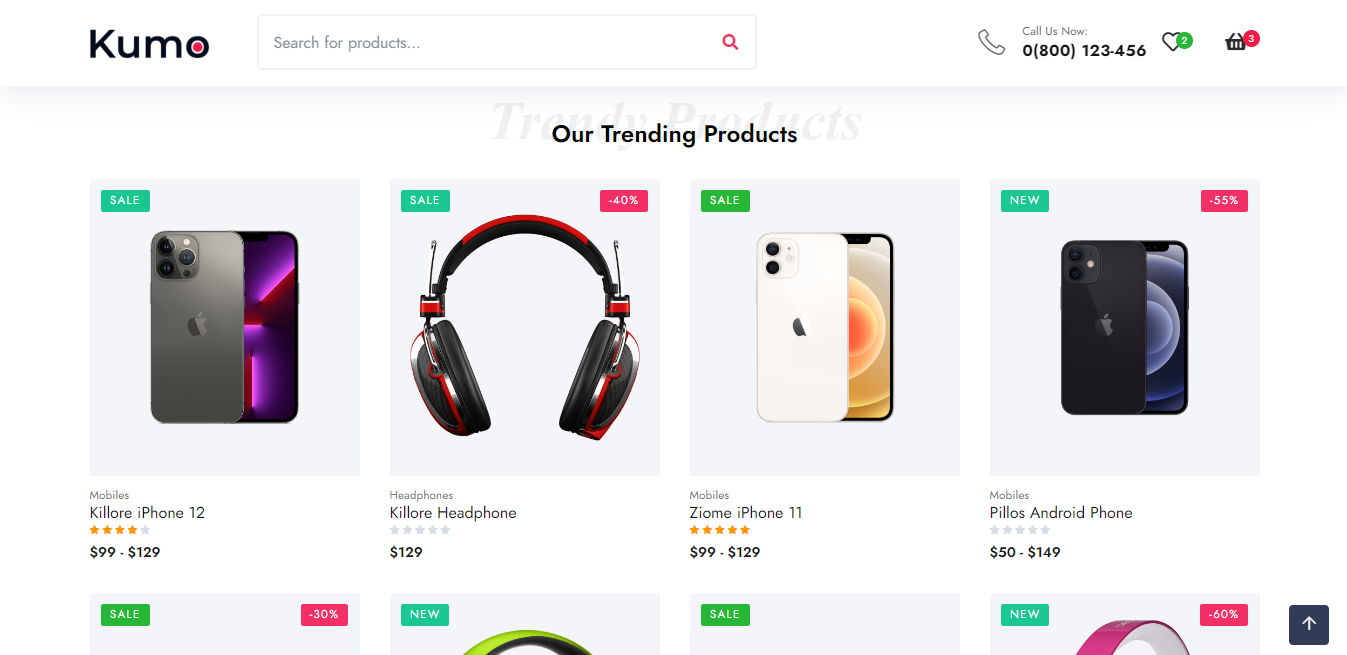 Kumo
Search for products...
Call Us Now:
0(800) 123-456
2
3
Trendy Products
Our Trending Products
SALE
SALE
-40%
SALE
NEW
-55%
Mobiles
Killore iPhone 12
$99 - $129
Headphones
Killore Headphone
$129
Mobiles
Ziome iPhone 11
$99 - $129
Mobiles
Pillos Android Phone
$50 - $149
SALE
-30%
NEW
SALE
NEW
-60%